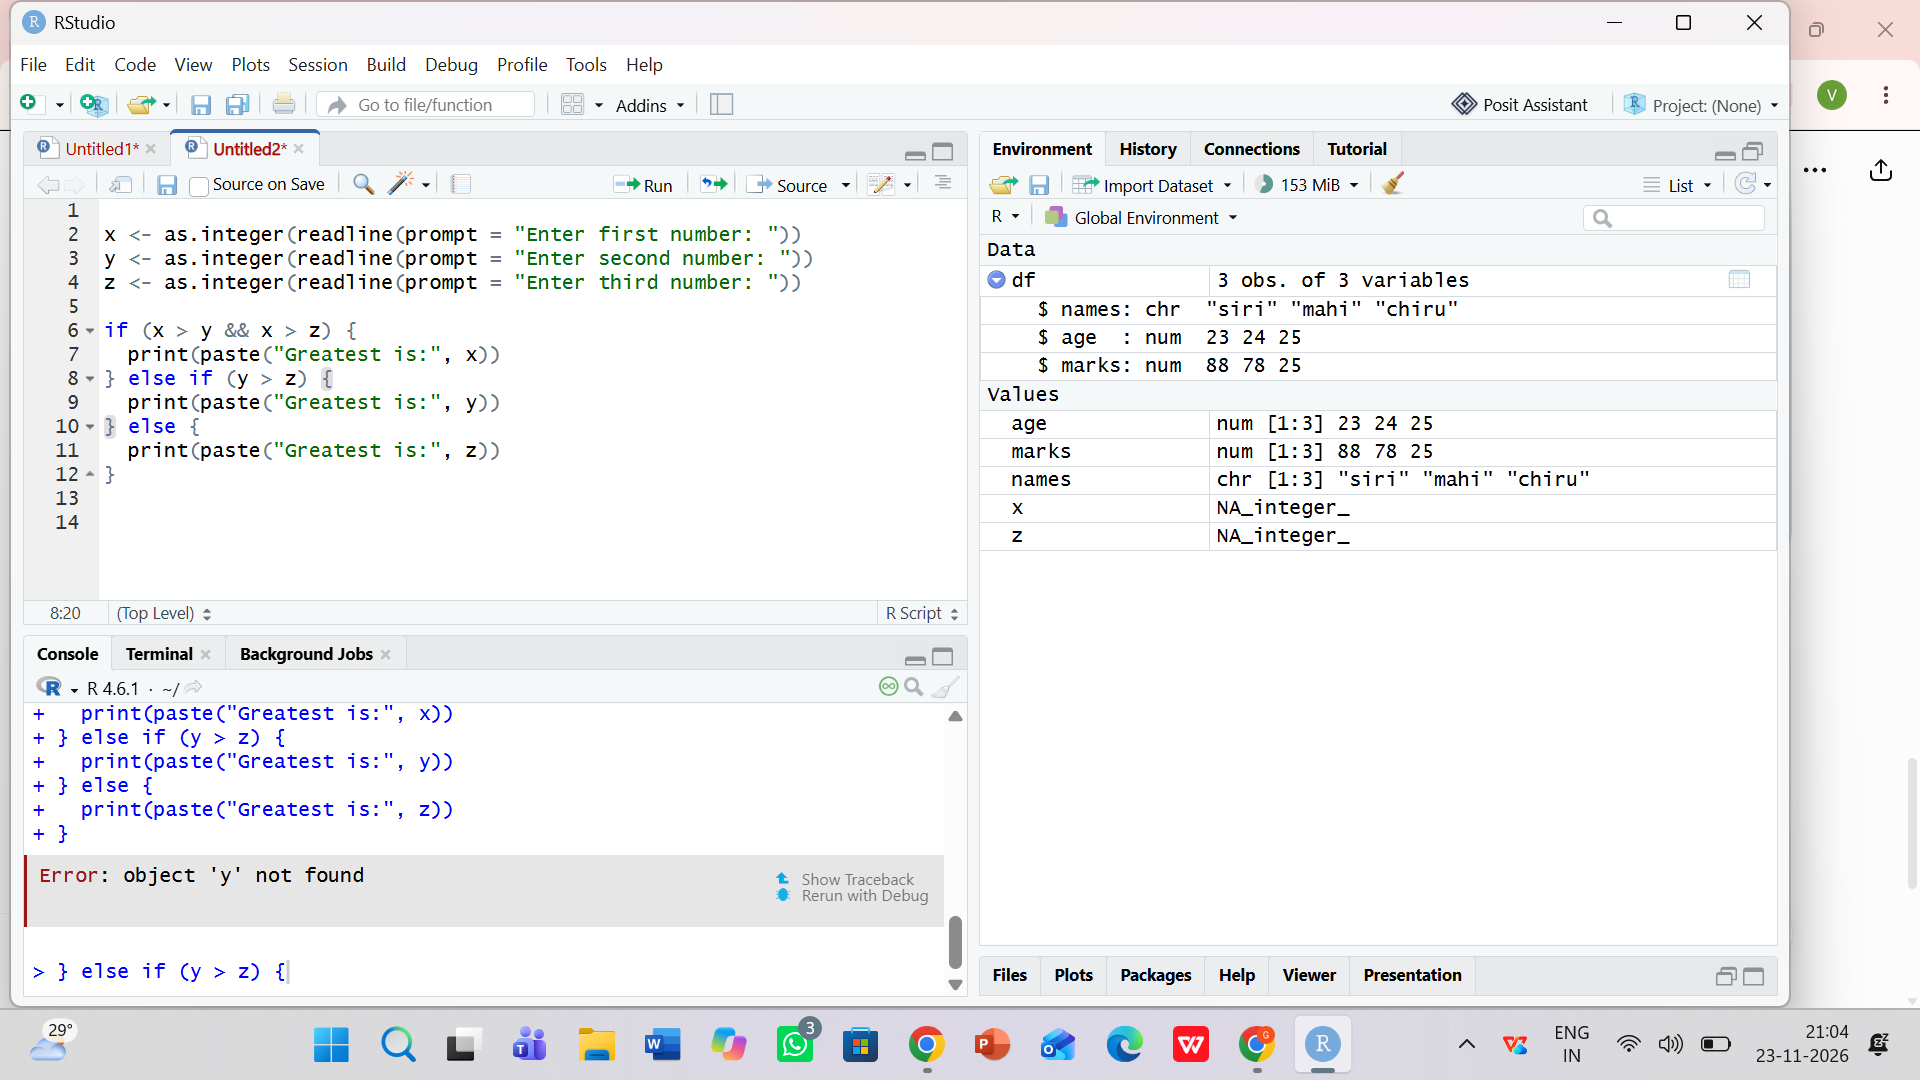 RStudio
File Edit Code View Plots Session Build Debug Profile Tools Help
Go to file/function Addins Posit Assistant Project: (None)
V
Untitled1* Untitled2*
Source on Save Run Source
1
2 x <- as.integer(readline(prompt = "Enter first number: "))
3 y <- as.integer(readline(prompt = "Enter second number: "))
4 z <- as.integer(readline(prompt = "Enter third number: "))
5
6 if (x > y && x > z) {
7   print(paste("Greatest is:", x))
8 } else if (y > z) {
9   print(paste("Greatest is:", y))
10 } else {
11   print(paste("Greatest is:", z))
12 }
13
14
8:20 (Top Level) R Script
Console Terminal Background Jobs
R 4.6.1 · ~/
+   print(paste("Greatest is:", x))
+ } else if (y > z) {
+   print(paste("Greatest is:", y))
+ } else {
+   print(paste("Greatest is:", z))
+ }
Error: object 'y' not found
Show Traceback
Rerun with Debug
> } else if (y > z) {
Environment History Connections Tutorial
Import Dataset 153 MiB List
R Global Environment
Data
df 3 obs. of 3 variables
$ names: chr "siri" "mahi" "chiru"
$ age : num 23 24 25
$ marks: num 88 78 25
Values
age num [1:3] 23 24 25
marks num [1:3] 88 78 25
names chr [1:3] "siri" "mahi" "chiru"
x NA_integer_
z NA_integer_
Files Plots Packages Help Viewer Presentation
29°
3
ENG
IN
21:04
23-11-2026